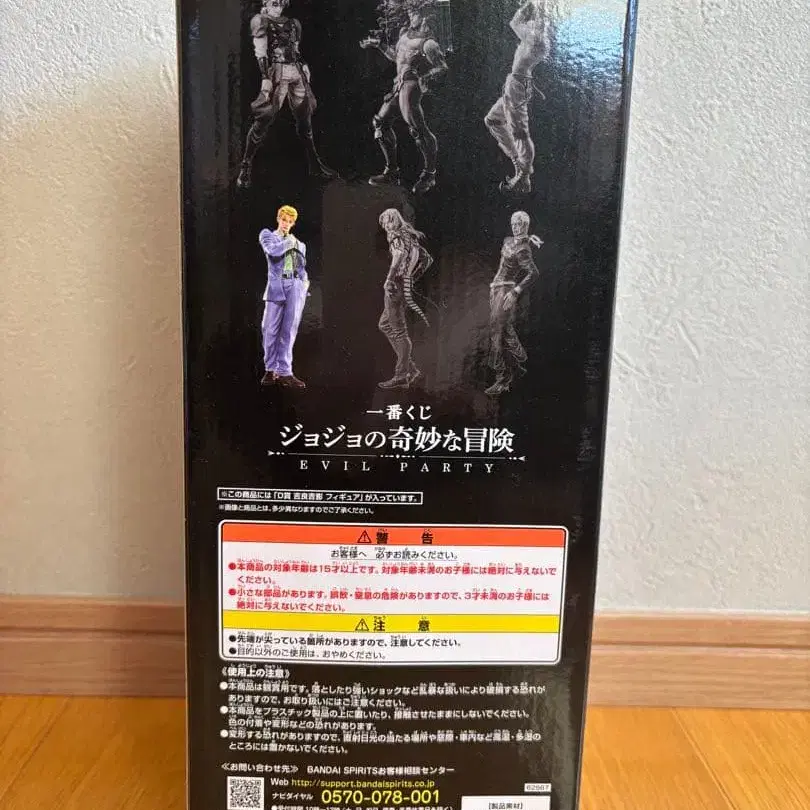 一番くじ
ジョジョの奇妙な冒険
EVIL PARTY
※この商品には「D賞 吉良吉影 フィギュア」が入っています。
※画像と商品とは、多少異なりますのでご了承ください。
⚠警 告
お客様へ 必ずお読みください。
●本商品の対象年齢は15才以上です。対象年齢未満のお子様には絶対に与えないで
ください。
●小さな部品があります。誤飲・窒息の危険がありますので、3才未満のお子様には
絶対に与えないでください。
⚠注 意
●先端が尖っている箇所がありますので、注意してください。
●目的以外のご使用は、おやめください。
《使用上の注意》
●本商品は観賞用です。落としたり強いショックなど乱暴な扱いにより破損する恐れが
ありますので、お取り扱いにはご注意ください。
●本商品をプラスチック製品の上に置いたり、接触させたままにしないでください。
色の付着や変形などの恐れがあります。
●変形する恐れがありますので、直射日光の当たる場所や窓際・車内など高温・多湿の
ところには置かないでください。
≪お問い合わせ先≫ BANDAI SPIRITSお客様相談センター
Web http://support.bandaispirits.co.jp
ナビダイヤル 0570-078-001
62567
【製品素材】